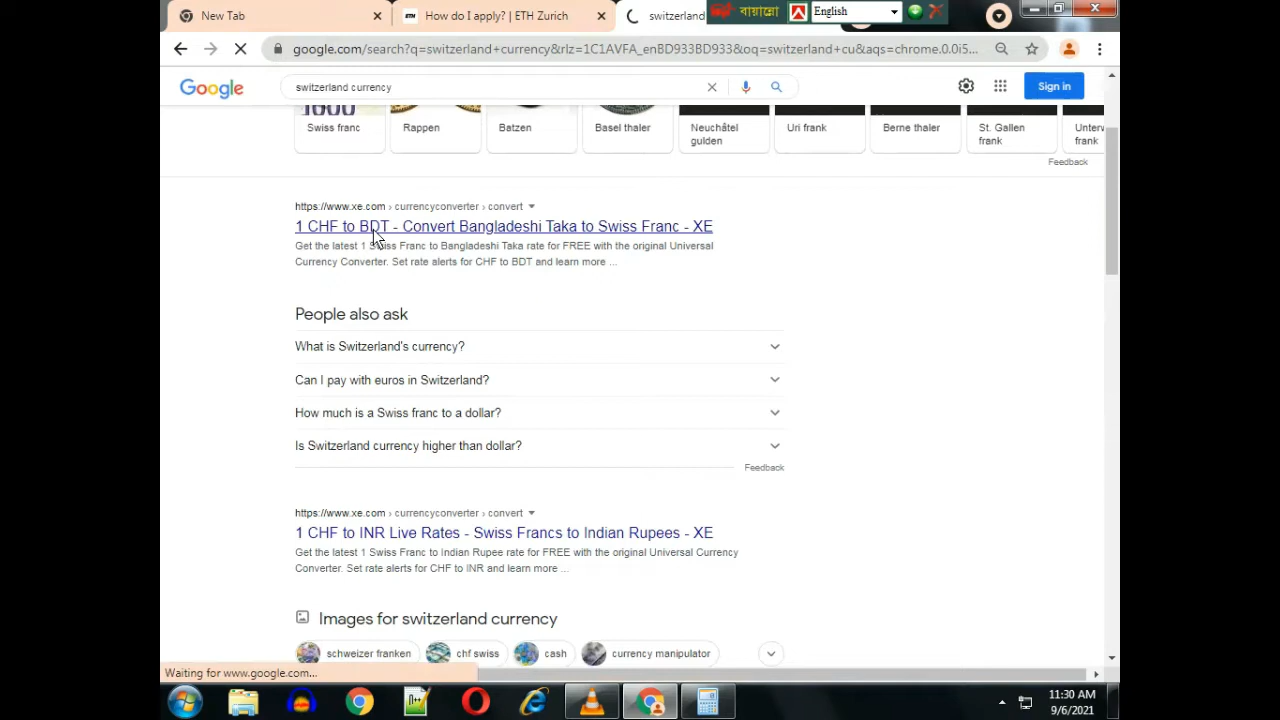 New Tab
How do I apply? | ETH Zurich
switzerland
বায়ান্নো
English
google.com/search?q=switzerland+currency&rlz=1C1AVFA_enBD933BD933&oq=switzerland+cu&aqs=chrome.0.0i5...
Google
switzerland currency
Sign in
Swiss franc
Rappen
Batzen
Basel thaler
Neuchâtel gulden
Uri frank
Berne thaler
St. Gallen frank
Unterw frank
Feedback
https://www.xe.com › currencyconverter › convert
1 CHF to BDT - Convert Bangladeshi Taka to Swiss Franc - XE
Get the latest 1 Swiss Franc to Bangladeshi Taka rate for FREE with the original Universal
Currency Converter. Set rate alerts for CHF to BDT and learn more ...
People also ask
What is Switzerland's currency?
Can I pay with euros in Switzerland?
How much is a Swiss franc to a dollar?
Is Switzerland currency higher than dollar?
Feedback
https://www.xe.com › currencyconverter › convert
1 CHF to INR Live Rates - Swiss Francs to Indian Rupees - XE
Get the latest 1 Swiss Franc to Indian Rupee rate for FREE with the original Universal Currency
Converter. Set rate alerts for CHF to INR and learn more ...
Images for switzerland currency
schweizer franken
chf swiss
cash
currency manipulator
Waiting for www.google.com...
11:30 AM
9/6/2021